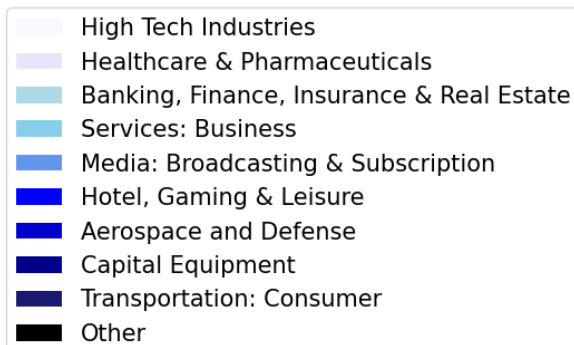 High Tech Industries
Healthcare & Pharmaceuticals
Banking, Finance, Insurance & Real Estate
Services: Business
Media: Broadcasting & Subscription
Hotel, Gaming & Leisure
Aerospace and Defense
Capital Equipment
Transportation: Consumer
Other